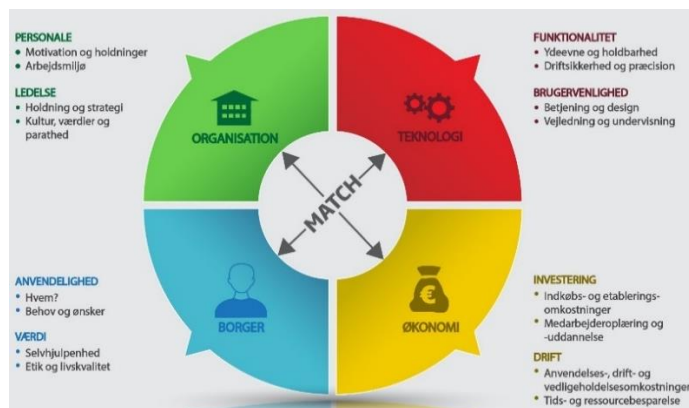 PERSONALE
• Motivation og holdninger
• Arbejdsmiljø
LEDELSE
• Holdning og strategi
• Kultur, værdier og
parathed
ORGANISATION
FUNKTIONALITET
• Ydeevne og holdbarhed
• Driftsikkerhed og præcision
BRUGERVENLIGHED
• Betjening og design
• Vejledning og undervisning
TEKNOLOGI
MATCH
ANVENDELIGHED
• Hvem?
• Behov og ønsker
VÆRDI
• Selvhjulpenhed
• Etik og livskvalitet
BORGER
€
ØKONOMI
INVESTERING
• Indkøbs- og etablerings-
omkostninger
• Medarbejderoplæring og
-uddannelse
DRIFT
• Anvendelses-, drift- og
vedligeholdelsesomkostninger
• Tids- og ressourcebesparelse